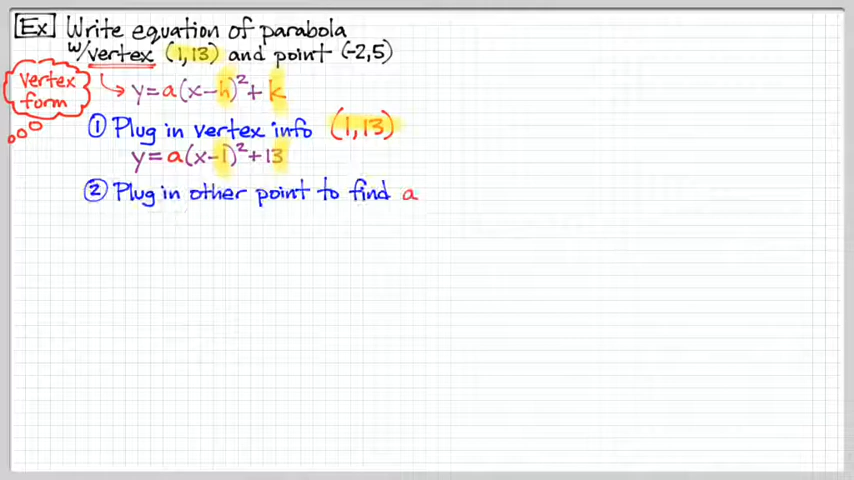 Ex Write equation of parabola
w/vertex (1,13) and point (-2,5)
Vertex
form
y=a(x-h)²+k
① Plug in vertex info (1,13)
y=a(x-1)²+13
② Plug in other point to find a